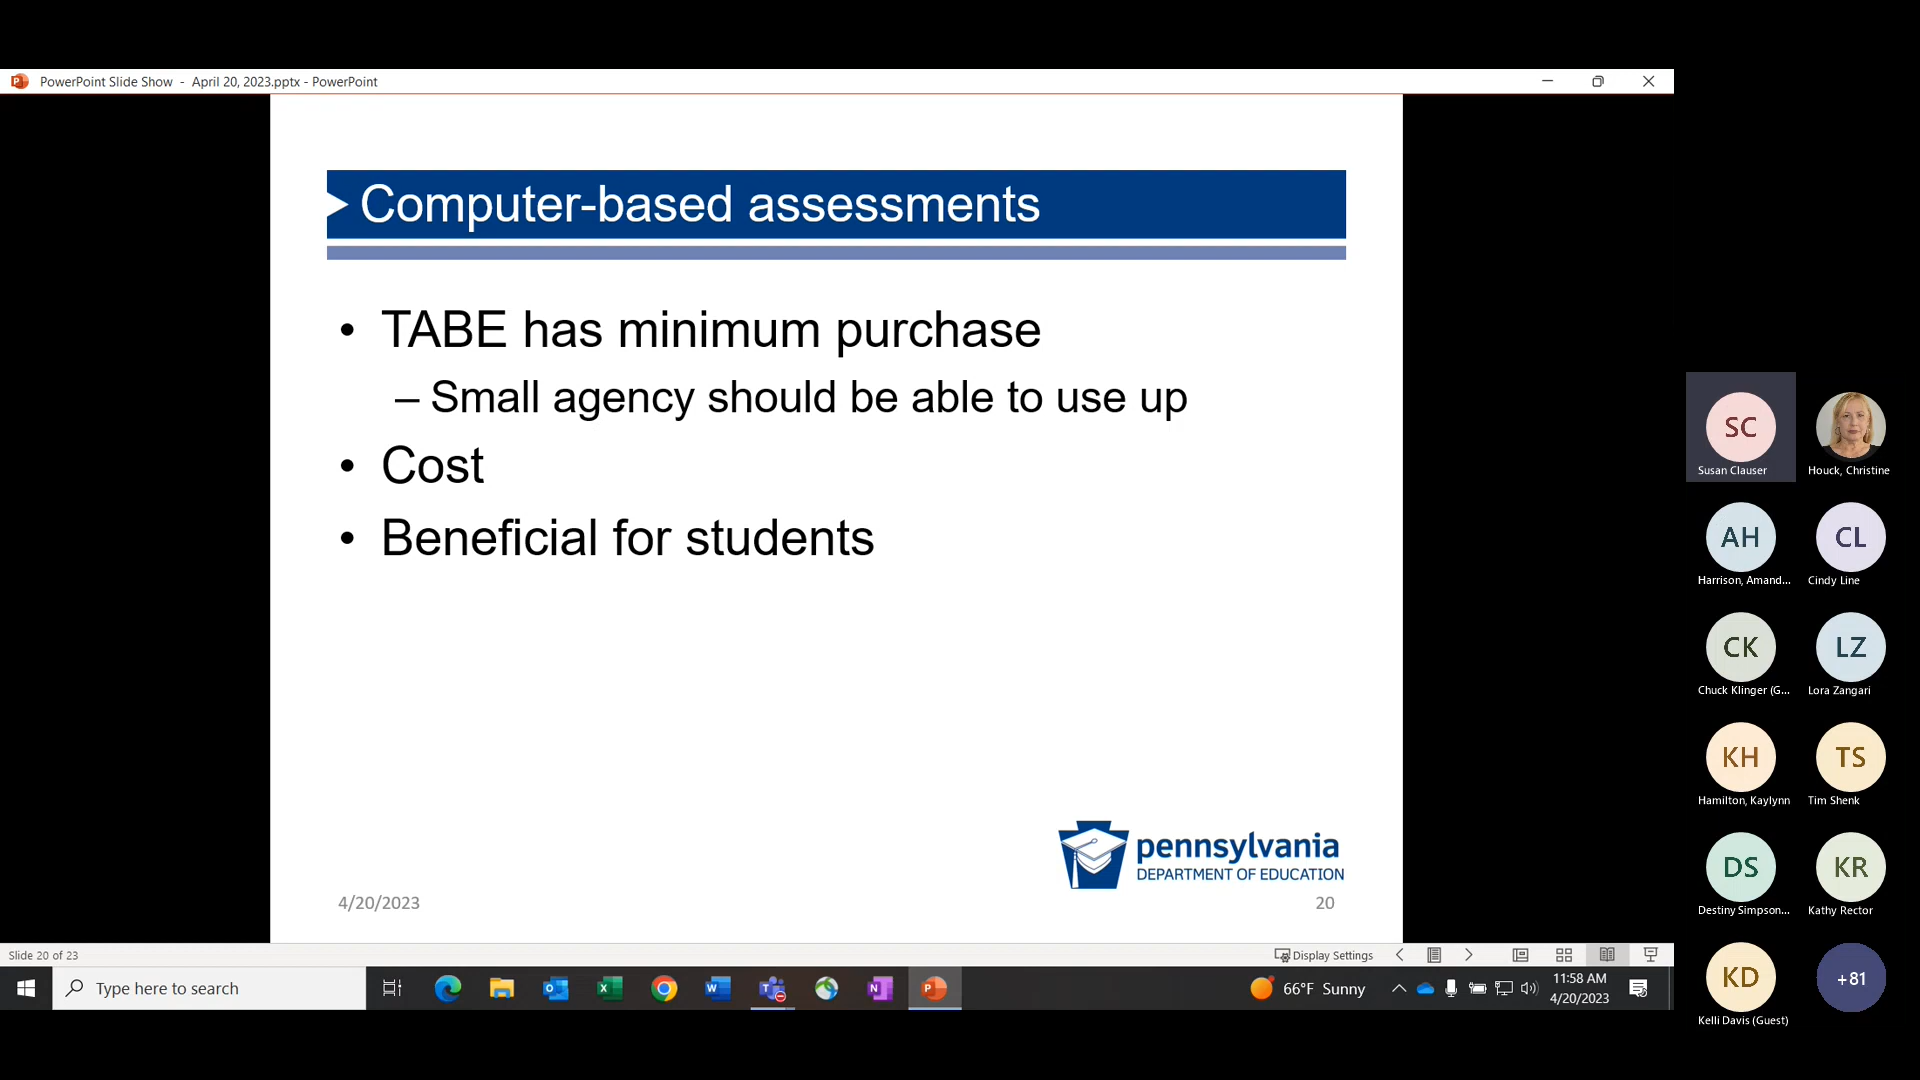 PowerPoint Slide Show - April 20, 2023.pptx - PowerPoint
Computer-based assessments
• TABE has minimum purchase
– Small agency should be able to use up
• Cost
• Beneficial for students
pennsylvania
DEPARTMENT OF EDUCATION
4/20/2023
20
Slide 20 of 23
Display Settings
Type here to search
66°F Sunny
11:58 AM
4/20/2023
SC
Susan Clauser
Houck, Christine
AH
CL
Harrison, Amand...
Cindy Line
CK
LZ
Chuck Klinger (G...
Lora Zangari
KH
TS
Hamilton, Kaylynn
Tim Shenk
DS
KR
Destiny Simpson...
Kathy Rector
KD
+81
Kelli Davis (Guest)